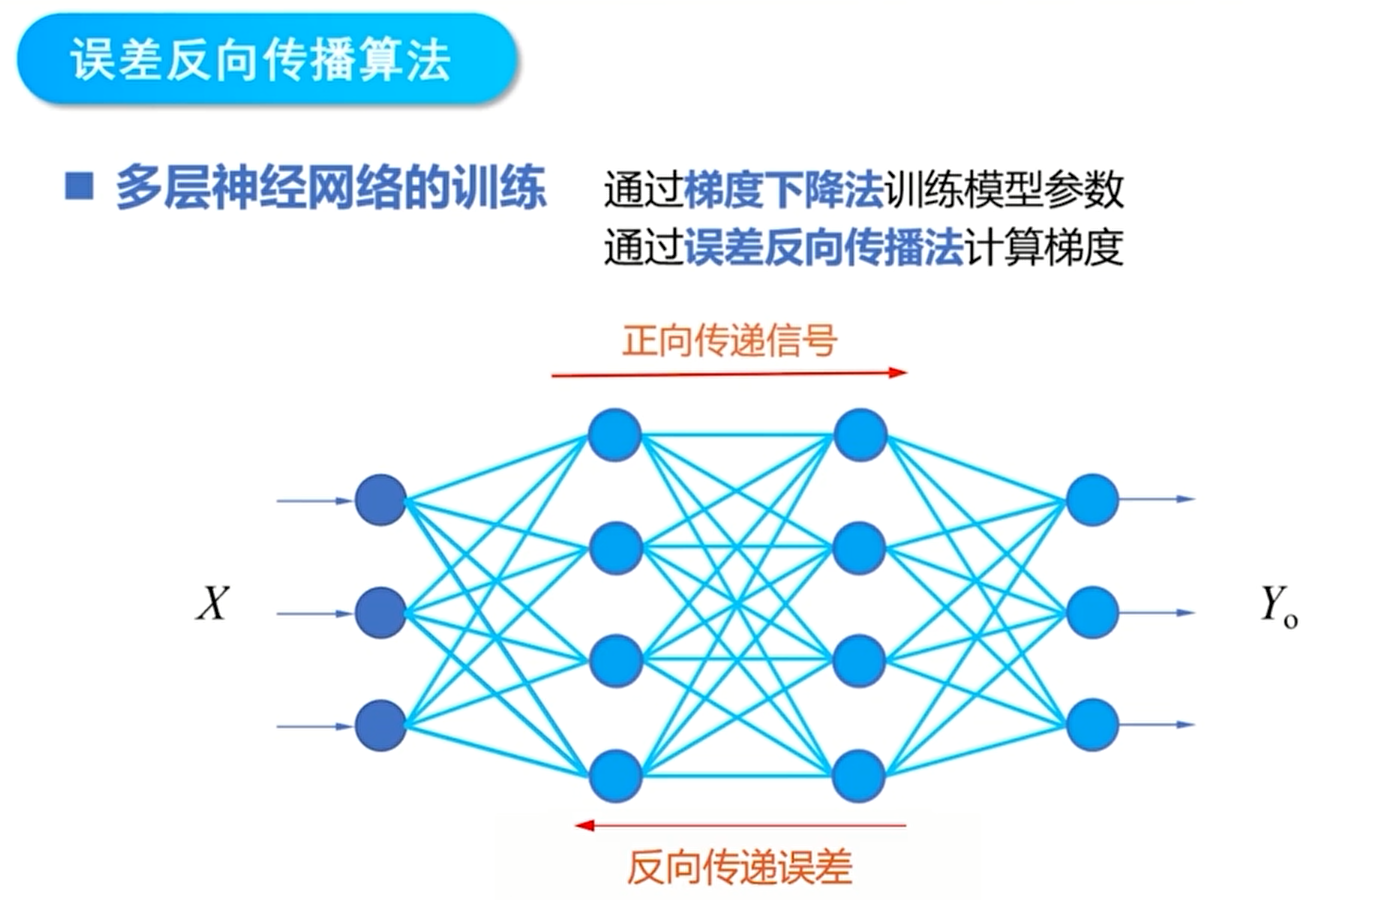 误差反向传播算法
多层神经网络的训练
通过梯度下降法训练模型参数
通过误差反向传播法计算梯度
正向传递信号
X
Yo
反向传递误差